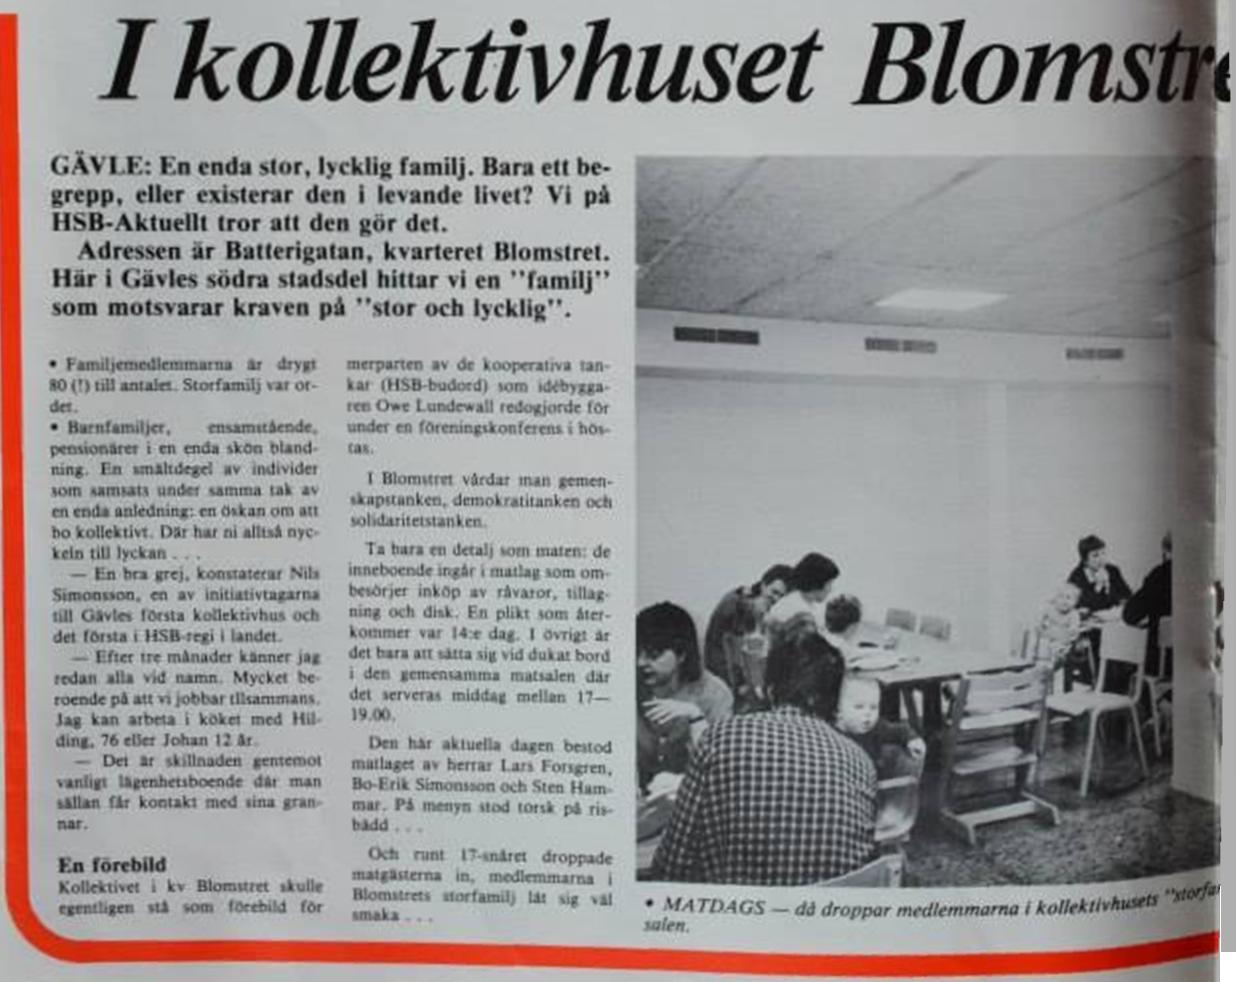 I kollektivhuset Blomstre
GÄVLE: En enda stor, lycklig familj. Bara ett be-
grepp, eller existerar den i levande livet? Vi på
HSB-Aktuellt tror att den gör det.
Adressen är Batterigatan, kvarteret Blomstret.
Här i Gävles södra stadsdel hittar vi en ”familj”
som motsvarar kraven på ”stor och lycklig”.
• Familjemedlemmarna är drygt
80 (!) till antalet. Storfamilj var or-
det.
• Barnfamiljer, ensamstående,
pensionärer i en enda skön bland-
ning. En smältdegel av individer
som samsats under samma tak av
en enda anledning: en öskan om att
bo kollektivt. Där har ni alltså nyc-
keln till lyckan . . .
— En bra grej, konstaterar Nils
Simonsson, en av initiativtagarna
till Gävles första kollektivhus och
det första i HSB-regi i landet.
— Efter tre månader känner jag
redan alla vid namn. Mycket be-
roende på att vi jobbar tllsammans.
Jag kan arbeta i köket med Hil-
ding, 76 eller Johan 12 år.
— Det är skillnaden gentemot
vanligt lägenhetsboende där man
sällan får kontakt med sina gran-
nar.
En förebild
Kollektivet i kv Blomstret skulle
egentligen stå som förebild för
merparten av de kooperativa tan-
kar (HSB-budord) som idébygga-
ren Owe Lundewall redogjorde för
under en föreningskonferens i hös-
tas.
I Blomstret vårdar man gemen-
skapstanken, demokratitanken och
solidaritetstanken.
Ta bara en detalj som maten: de
inneboende ingår i matlag som om-
besörjer inköp av råvaror, tillag-
ning och disk. En plikt som åter-
kommer var 14:e dag. I övrigt är
det bara att sätta sig vid dukat bord
i den gemensamma matsalen där
det serveras middag mellan 17—
19.00.
Den här aktuella dagen bestod
matlaget av herrar Lars Forsgren,
Bo-Erik Simonsson och Sten Ham-
mar. På menyn stod torsk på ris-
bädd . . .
Och runt 17-snåret droppade
matgästerna in, medlemmarna i
Blomstrets storfamilj lät sig väl
smaka . . .
• MATDAGS — då droppar medlemmarna i kollektivhusets ”storfa
salen.